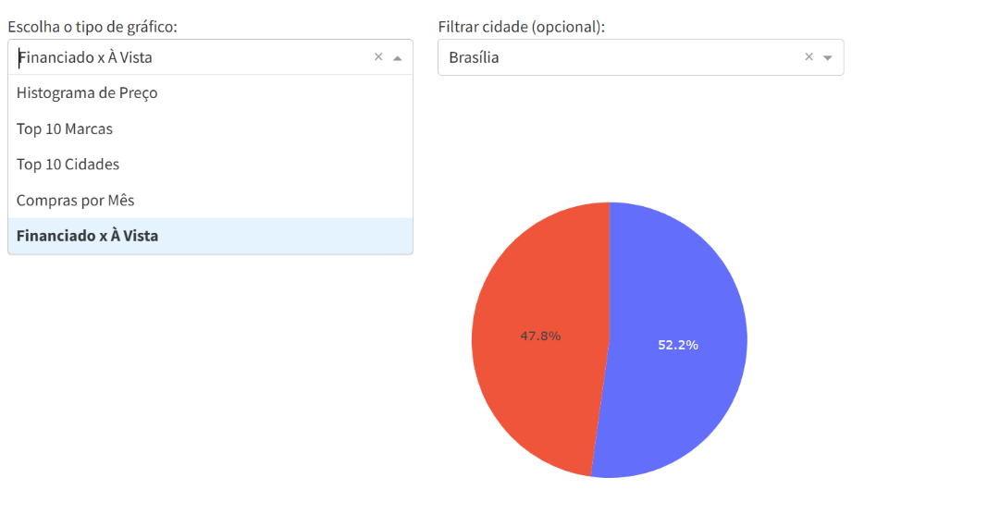 Escolha o tipo de gráfico:
Financiado x À Vista
Histograma de Preço
Top 10 Marcas
Top 10 Cidades
Compras por Mês
Financiado x À Vista
Filtrar cidade (opcional):
Brasília
47.8%
52.2%